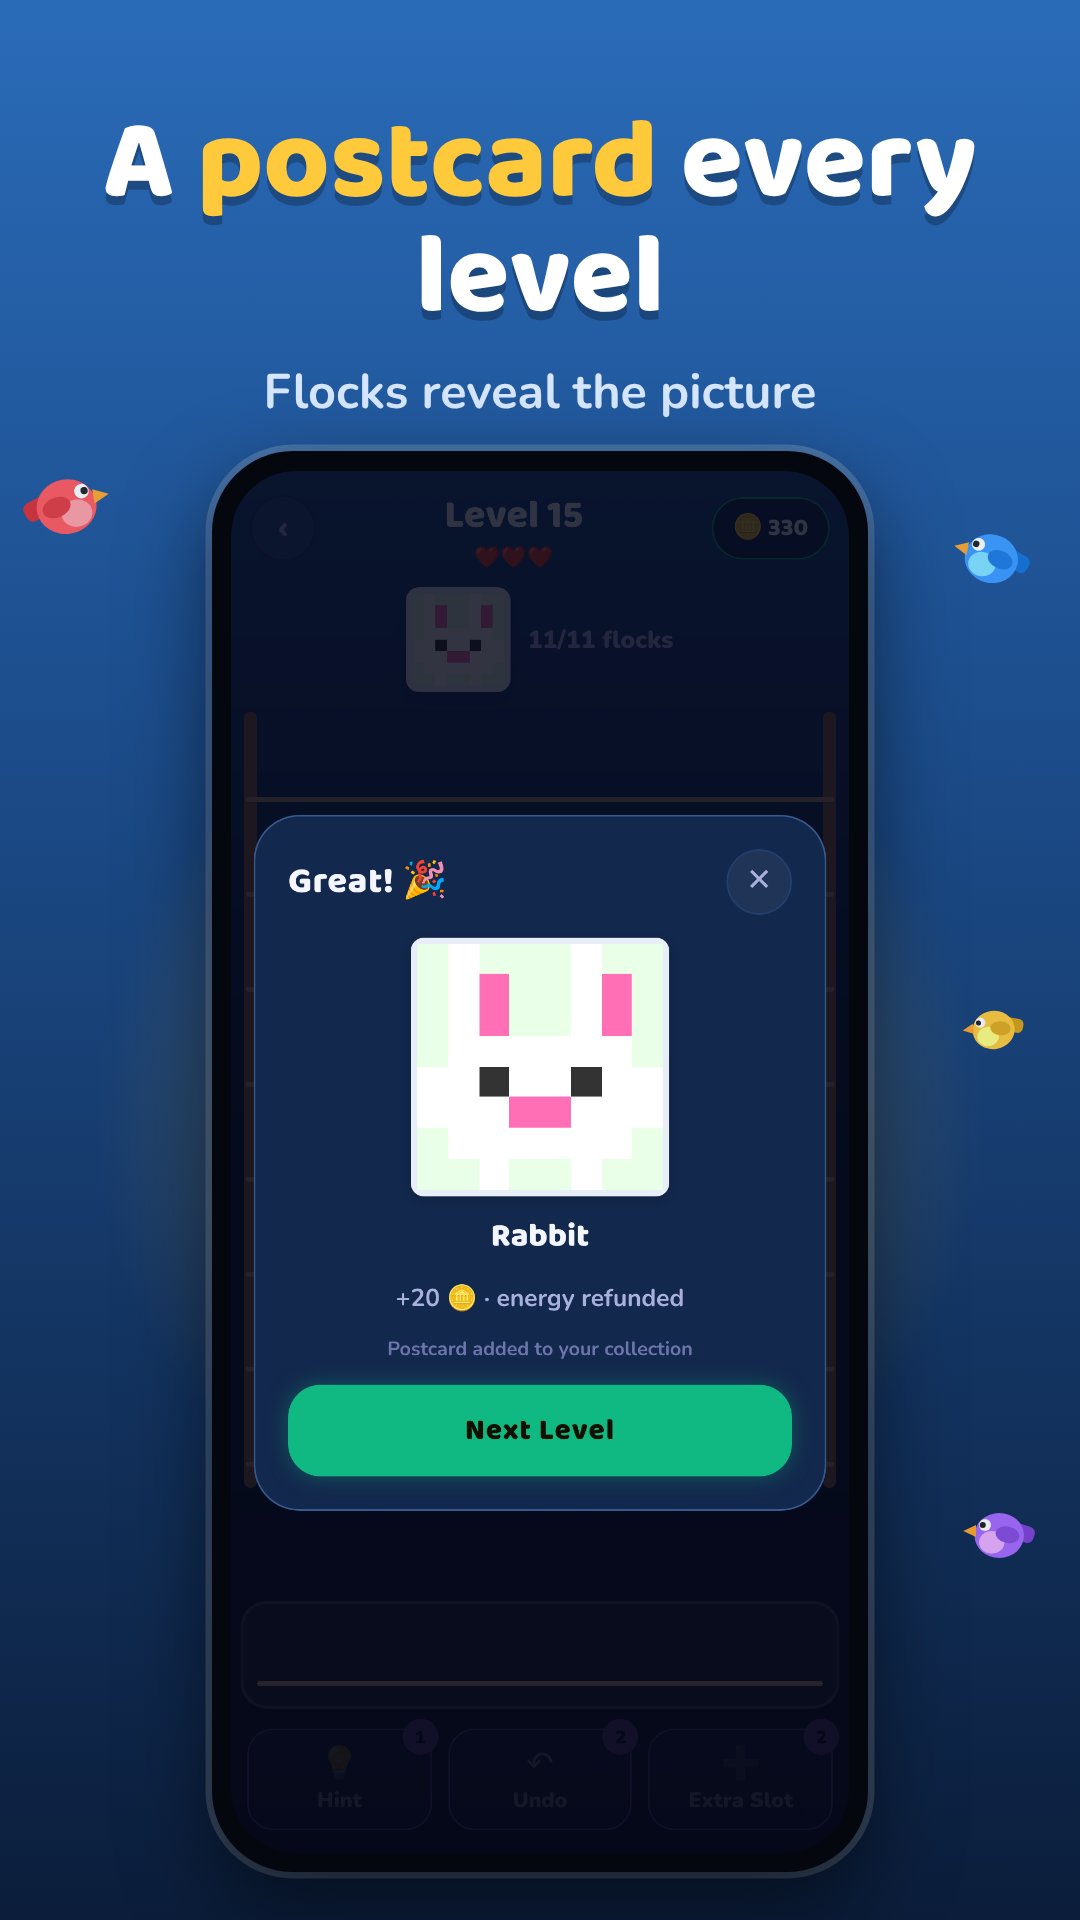 A postcard every
level
Flocks reveal the picture
‹
Level 15
330
11/11 flocks
Great!
×
Rabbit
+20 · energy refunded
Postcard added to your collection
Next Level
1
2
2
Hint
Undo
Extra Slot